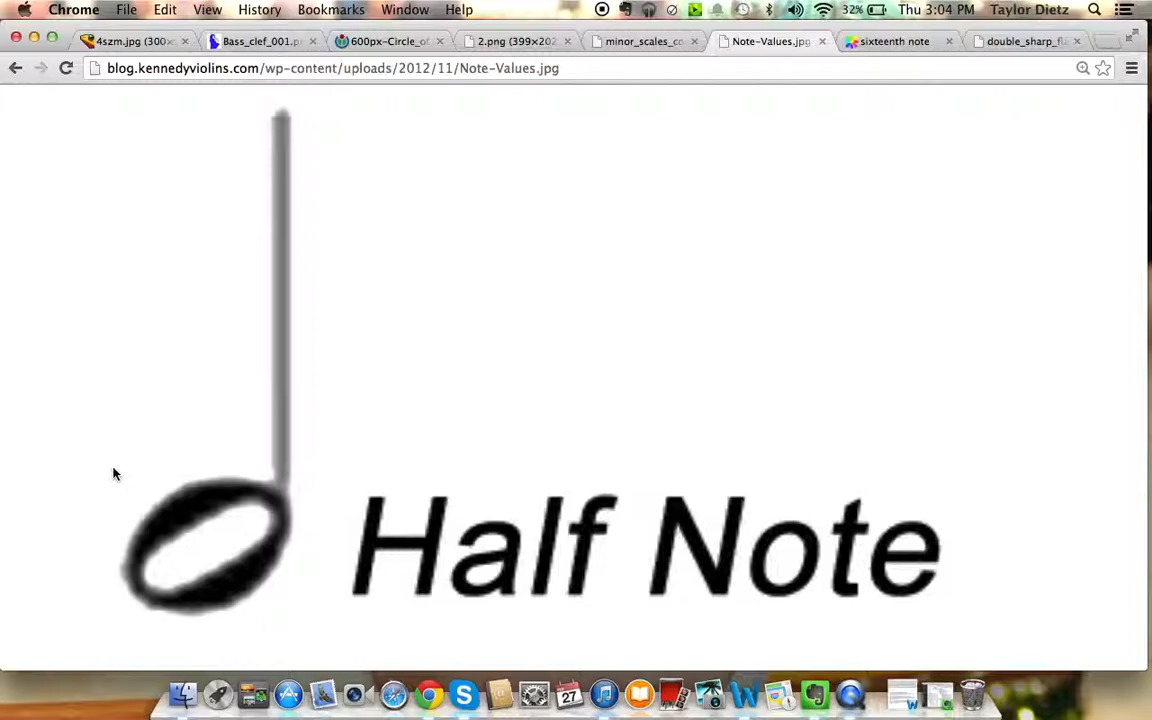 Chrome File Edit View History Bookmarks Window Help 32% Thu 3:04 PM Taylor Dietz
4szm.jpg (300× Bass_clef_001.p 600px-Circle_of 2.png (399×202 minor_scales_co Note-Values.jpg sixteenth note double_sharp_fl
blog.kennedyviolins.com/wp-content/uploads/2012/11/Note-Values.jpg
Half Note
27